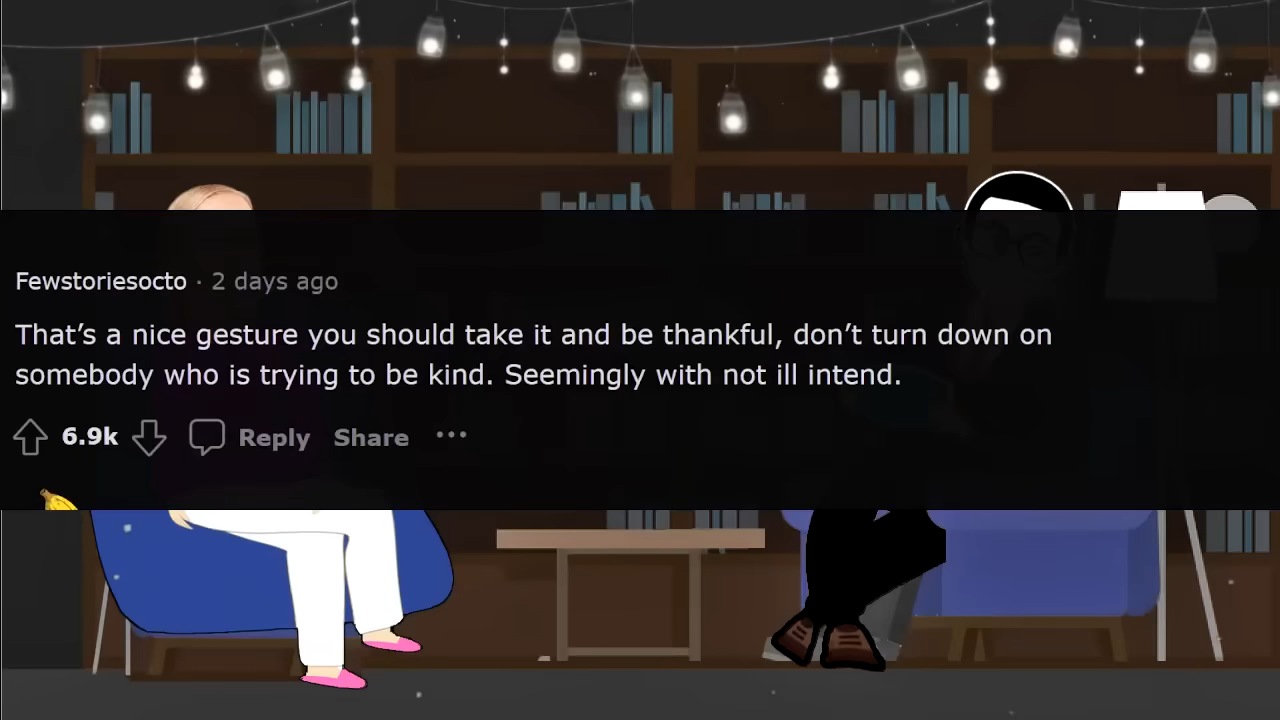 Fewstoriesocto · 2 days ago
That’s a nice gesture you should take it and be thankful, don’t turn down on
somebody who is trying to be kind. Seemingly with not ill intend.
6.9k Reply Share ···